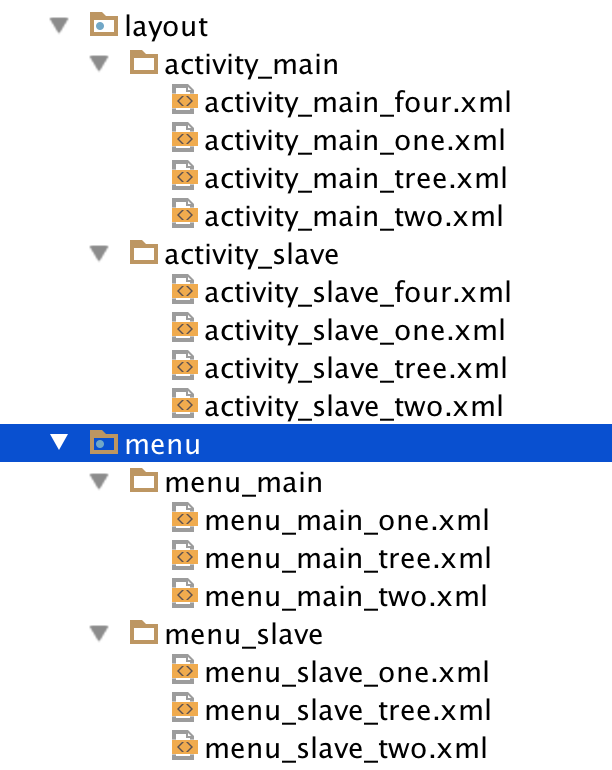 layout
activity_main
activity_main_four.xml
activity_main_one.xml
activity_main_tree.xml
activity_main_two.xml
activity_slave
activity_slave_four.xml
activity_slave_one.xml
activity_slave_tree.xml
activity_slave_two.xml
menu
menu_main
menu_main_one.xml
menu_main_tree.xml
menu_main_two.xml
menu_slave
menu_slave_one.xml
menu_slave_tree.xml
menu_slave_two.xml